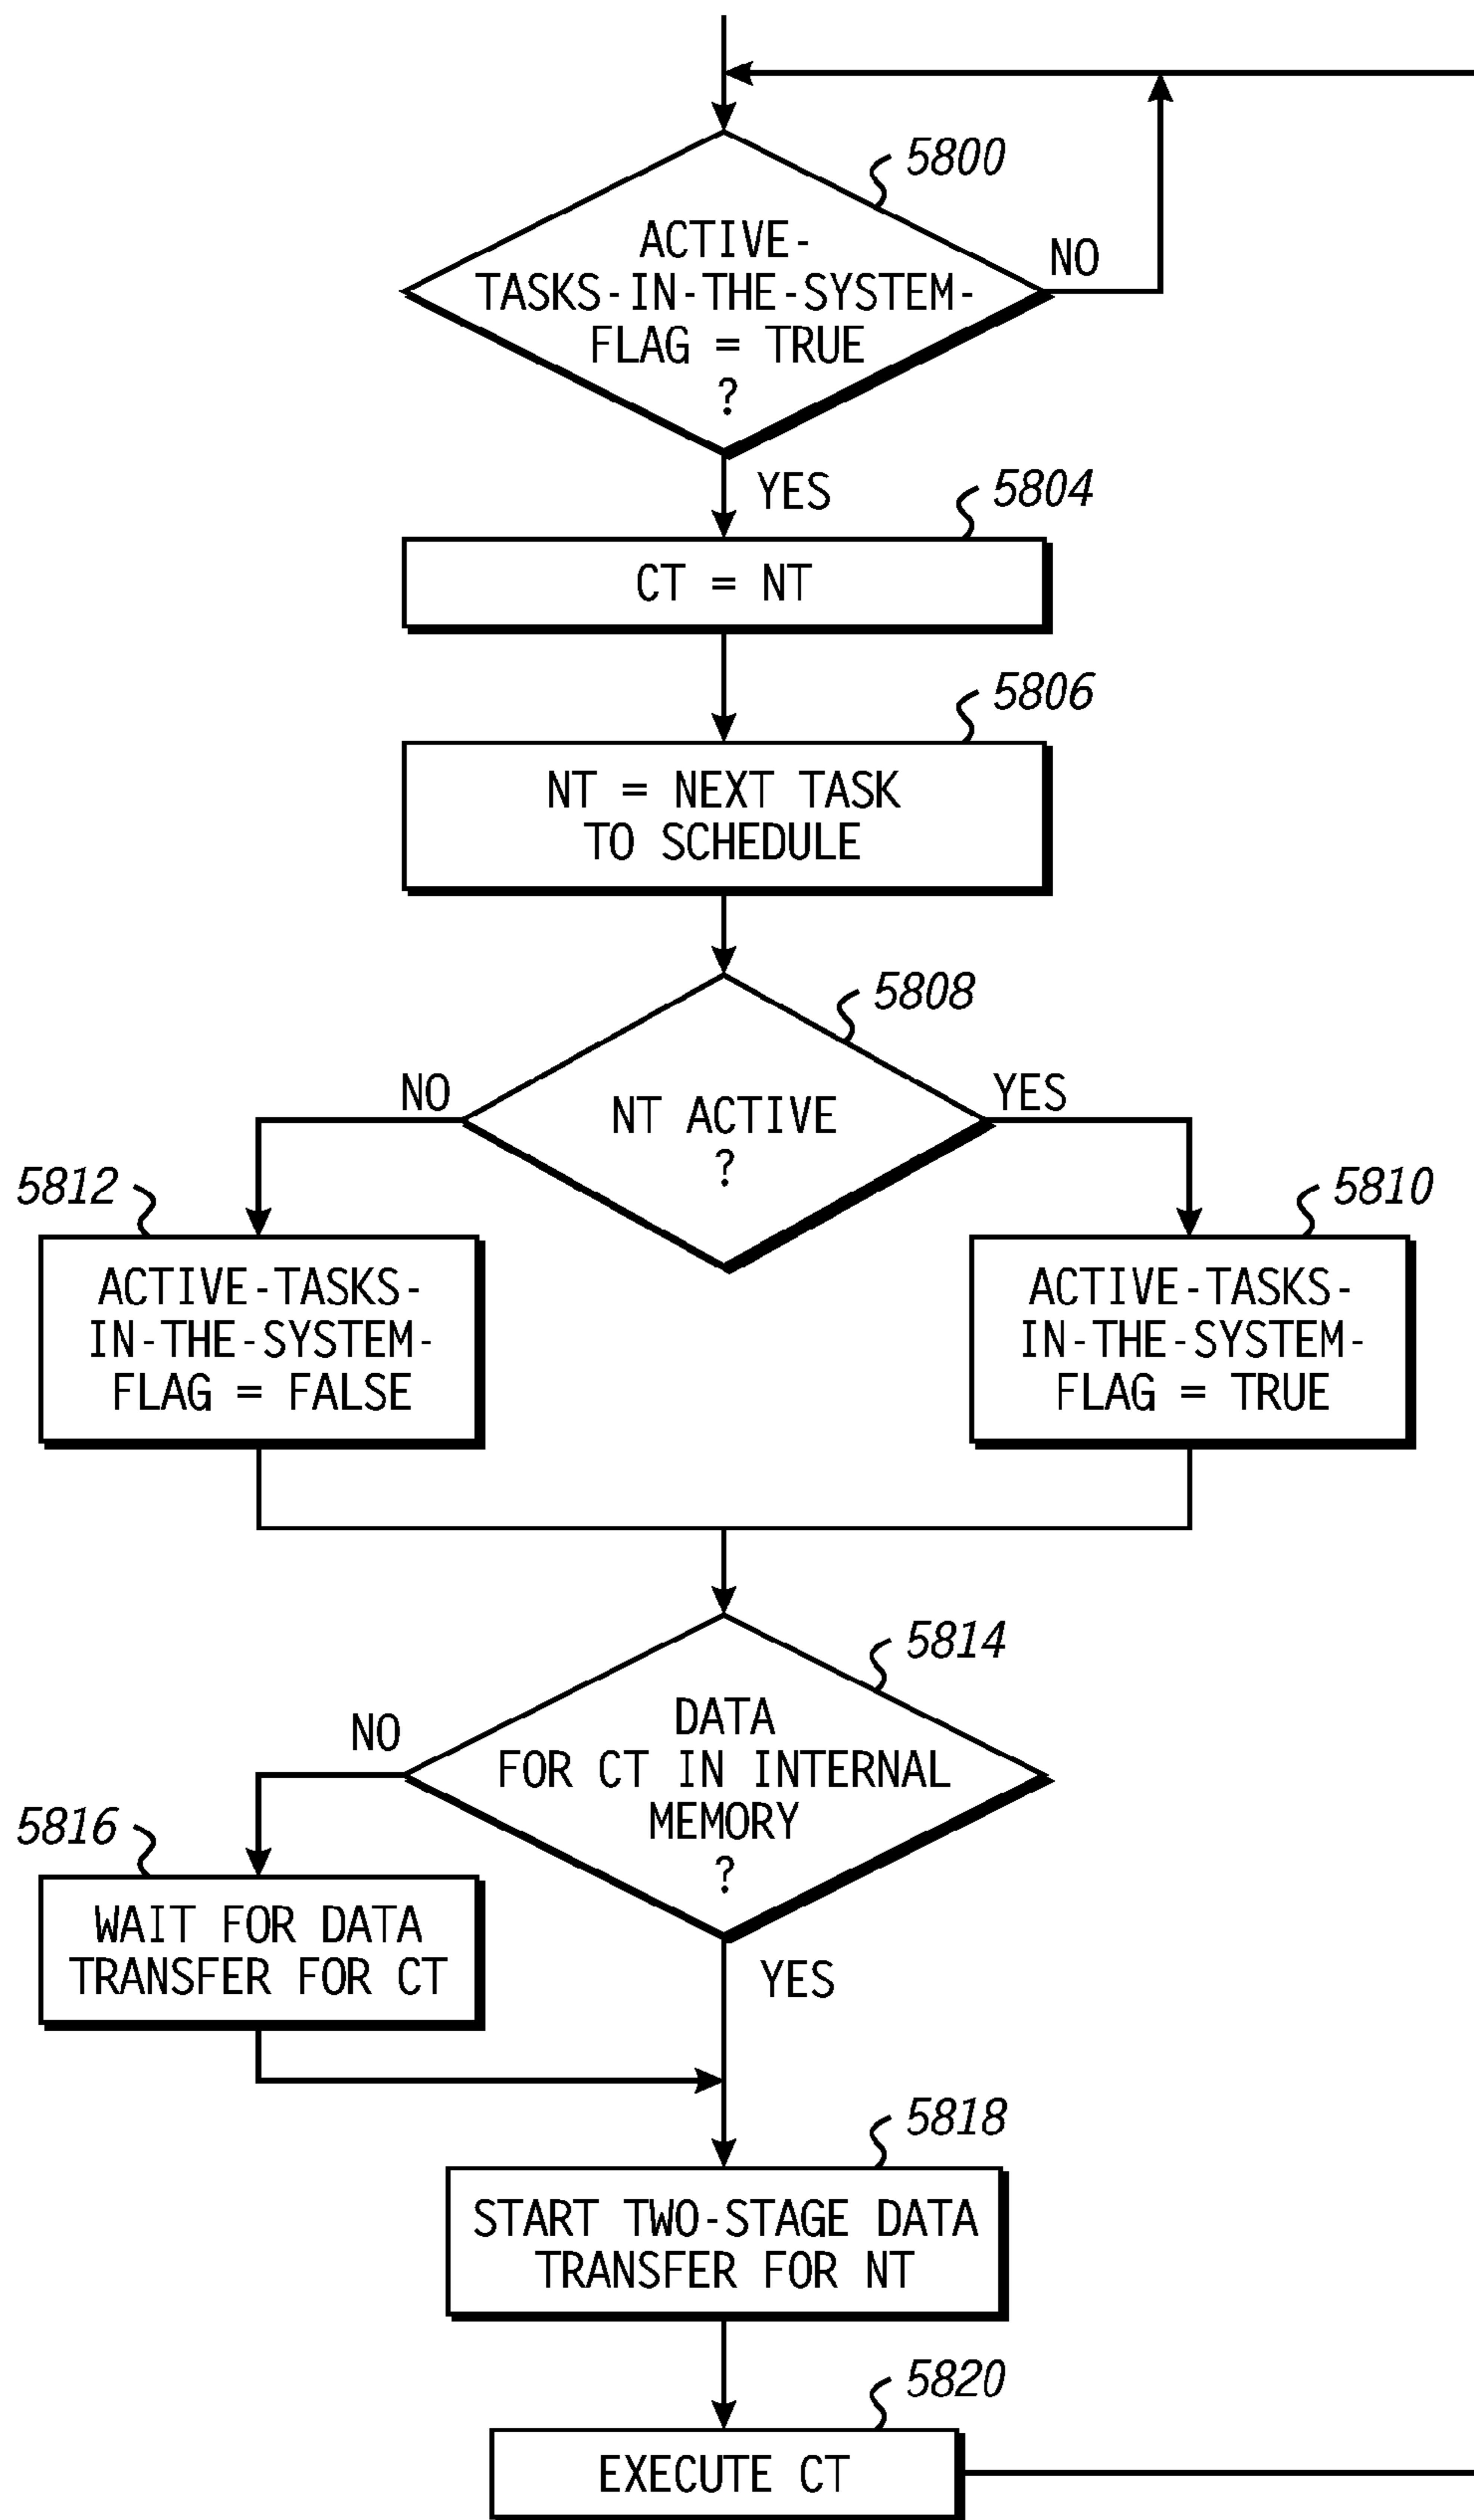 5800
ACTIVE-
TASKS-IN-THE-SYSTEM-
FLAG = TRUE
?
NO
YES
5804
CT = NT
5806
NT = NEXT TASK
TO SCHEDULE
5808
NT ACTIVE
?
NO
YES
5812
ACTIVE-TASKS-
IN-THE-SYSTEM-
FLAG = FALSE
5810
ACTIVE-TASKS-
IN-THE-SYSTEM-
FLAG = TRUE
5814
DATA
FOR CT IN INTERNAL
MEMORY
?
NO
5816
WAIT FOR DATA
TRANSFER FOR CT
YES
5818
START TWO-STAGE DATA
TRANSFER FOR NT
5820
EXECUTE CT